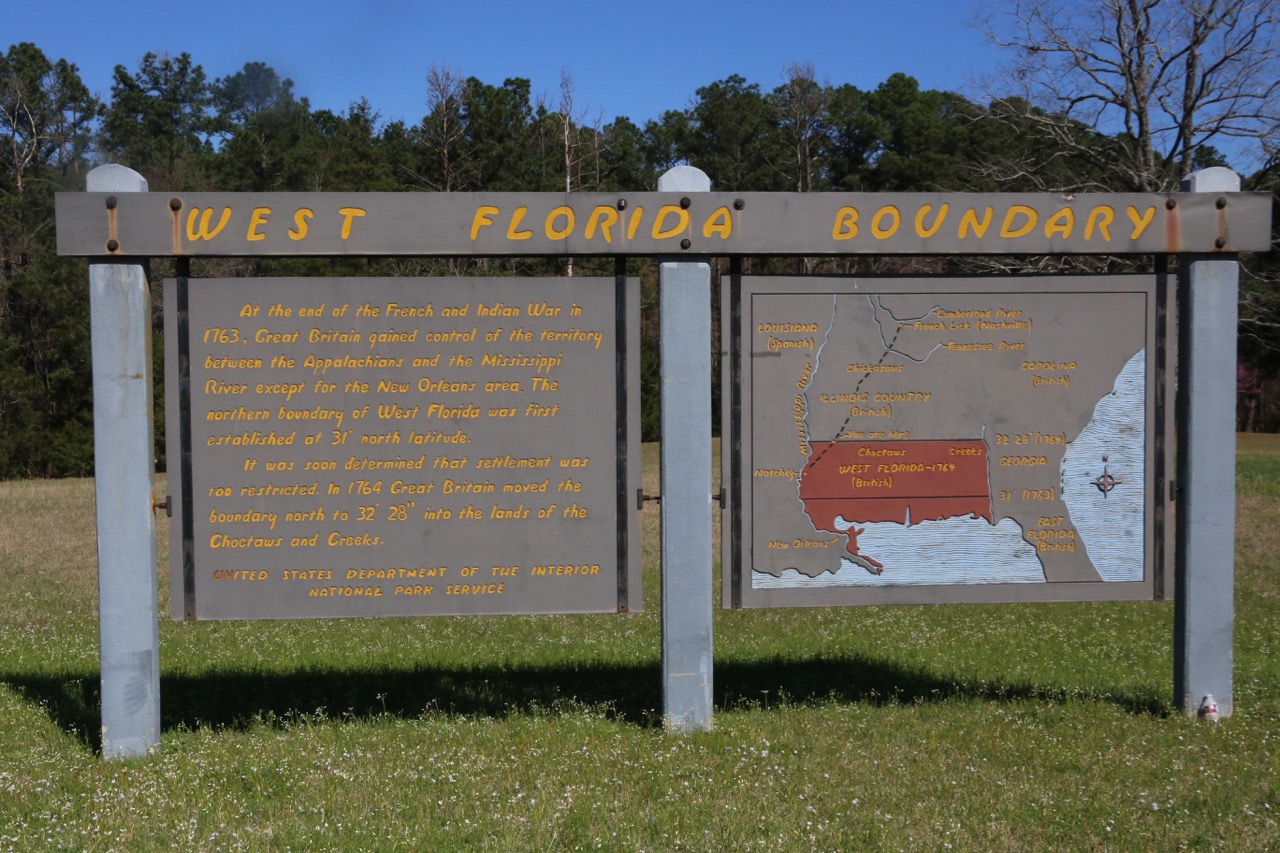 WEST FLORIDA BOUNDARY
At the end of the French and Indian War in
1763, Great Britain gained control of the territory
between the Appalachians and the Mississippi
River except for the New Orleans area. The
northern boundary of West Florida was first
established at 31° north latitude.
It was soon determined that settlement was
too restricted. In 1764 Great Britain moved the
boundary north to 32° 28" into the lands of the
Choctaws and Creeks.
UNITED STATES DEPARTMENT OF THE INTERIOR
NATIONAL PARK SERVICE
Cumberland River
LOUISIANA
(Spanish)
French Lick (Nashville)
Tennessee River
Mississippi River
Chickasaws
CAROLINA
(British)
ILLINOIS COUNTRY
(British)
You are here
32° 28' (1764)
Choctaws
Creeks
GEORGIA
WEST FLORIDA-1764
(British)
Natchez
31° (1763)
New Orleans
EAST
FLORIDA
(British)